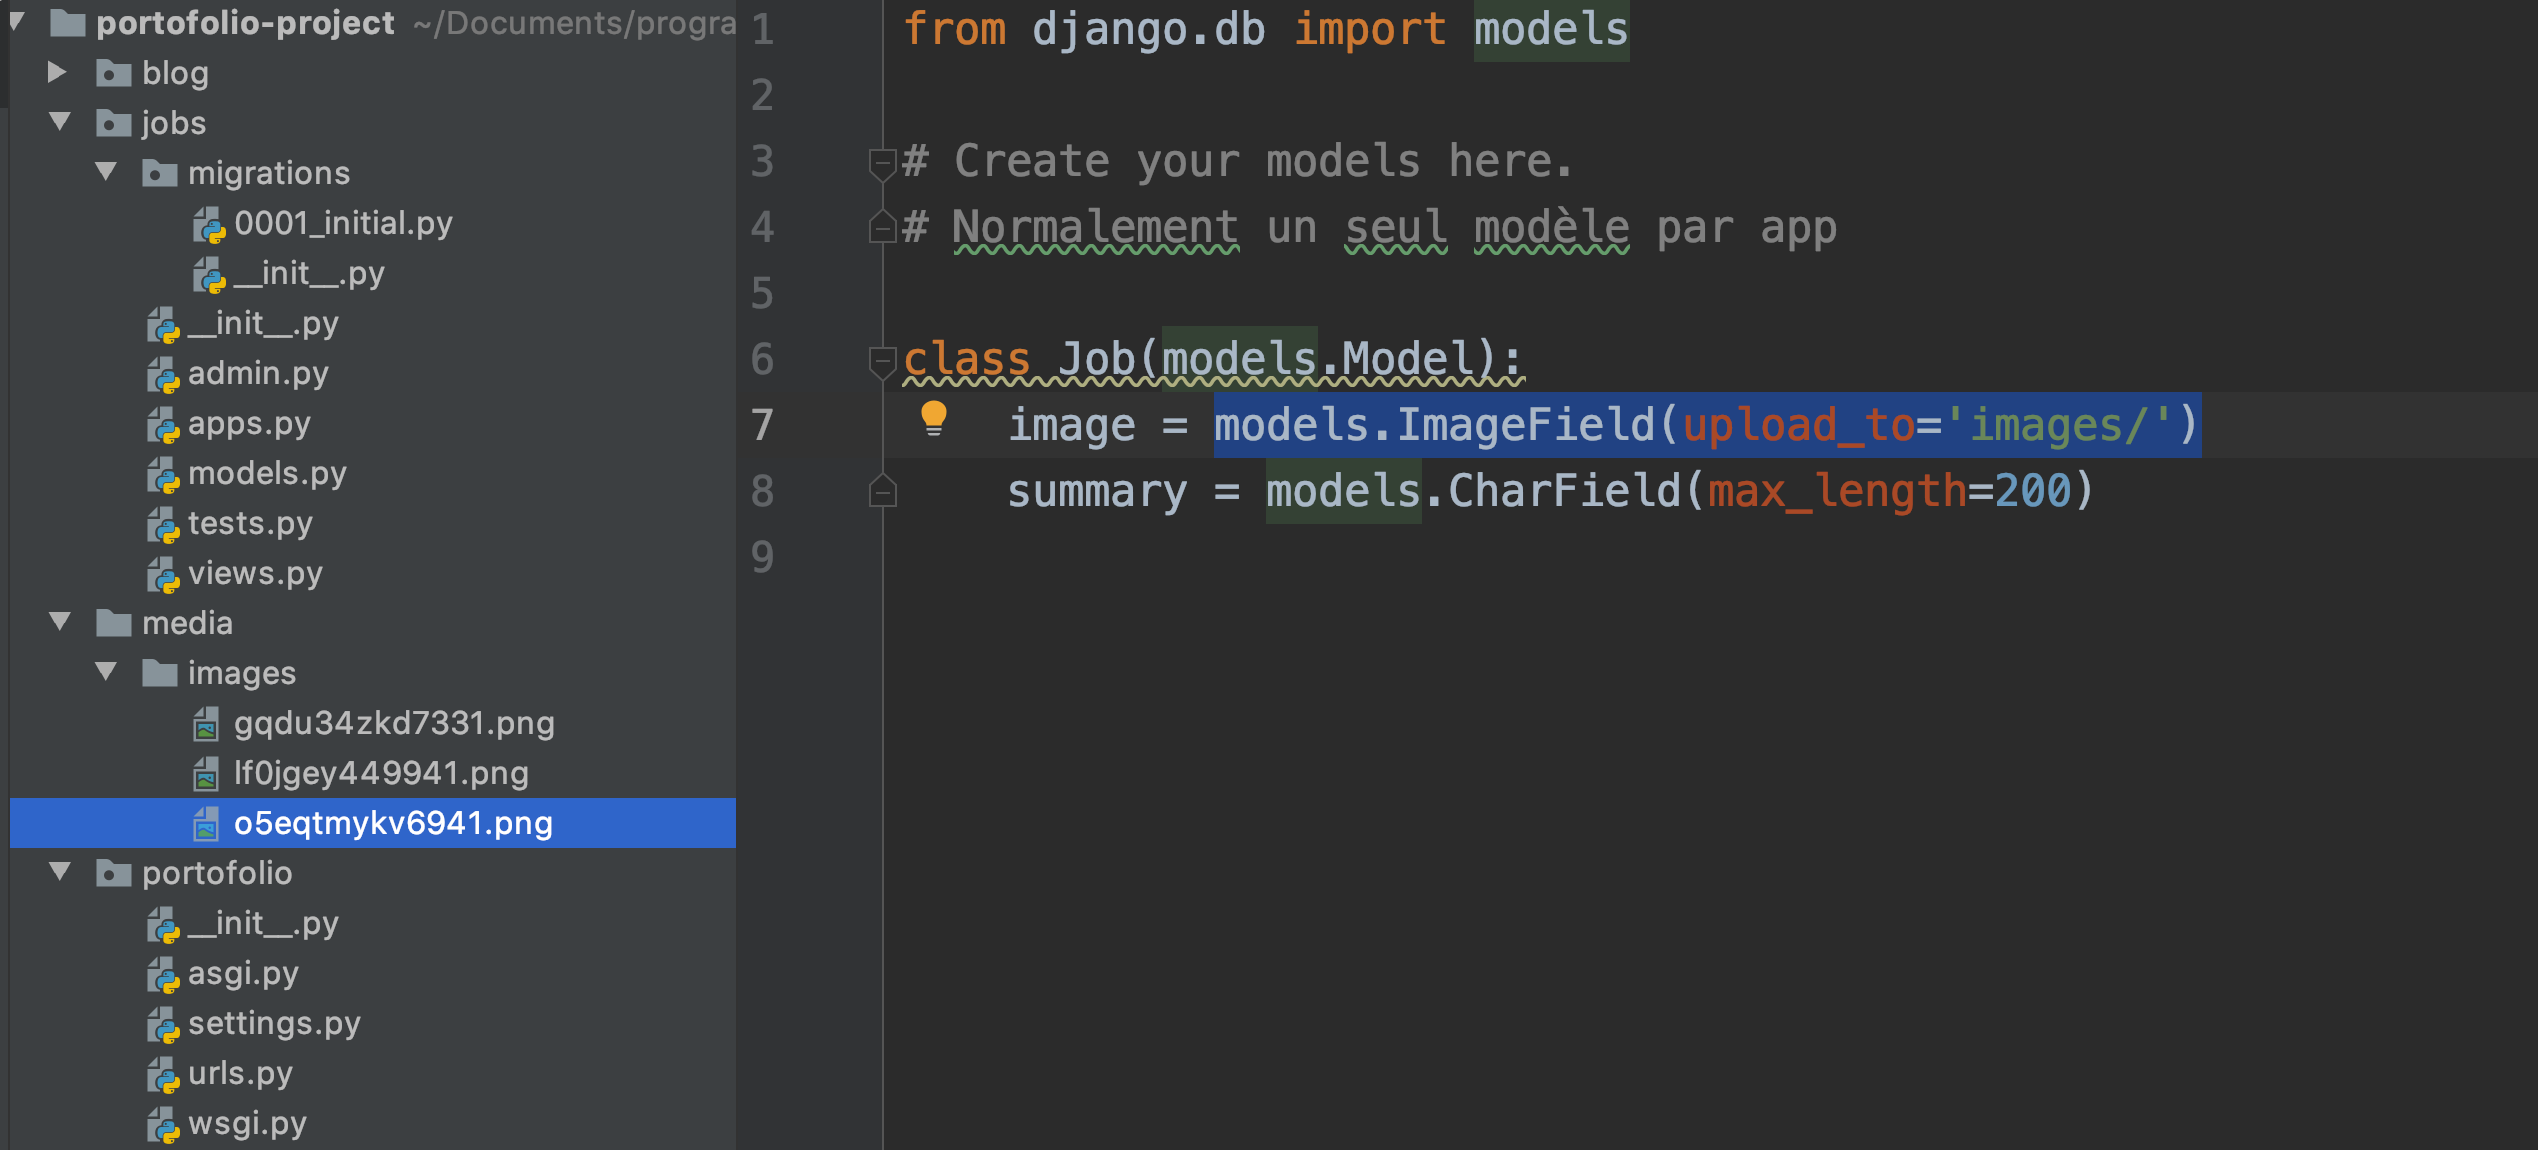 portofolio-project ~/Documents/progra
blog
jobs
migrations
0001_initial.py
__init__.py
__init__.py
admin.py
apps.py
models.py
tests.py
views.py
media
images
gqdu34zkd7331.png
lf0jgey449941.png
o5eqtmykv6941.png
portofolio
__init__.py
asgi.py
settings.py
urls.py
wsgi.py
1 from django.db import models
2
3 # Create your models here.
4 # Normalement un seul modèle par app
5
6 class Job(models.Model):
7 image = models.ImageField(upload_to='images/')
8 summary = models.CharField(max_length=200)
9